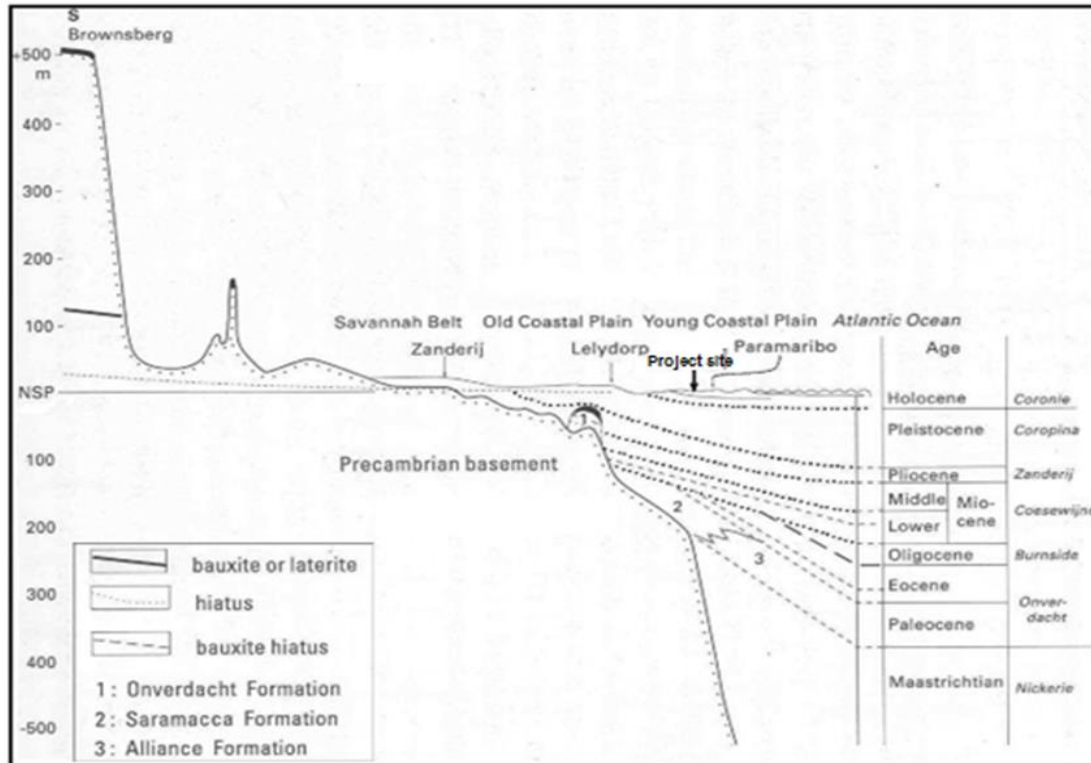 S
Brownsberg
+500
m
400
300
200
100
NSP
100
200
300
400
-500
Savannah Belt Old Coastal Plain Young Coastal Plain Atlantic Ocean
Zanderij Lelydorp Project site Paramaribo
Precambrian basement
1
2
3
bauxite or laterite
hiatus
bauxite hiatus
1: Onverdacht Formation
2: Saramacca Formation
3: Alliance Formation
Age
Holocene Coronie
Pleistocene Coropina
Pliocene Zanderij
Middle Mio-
cene Coesewijne
Lower
Oligocene Burnside
Eocene Onver-
dacht
Paleocene
Maastrichtian Nickerie